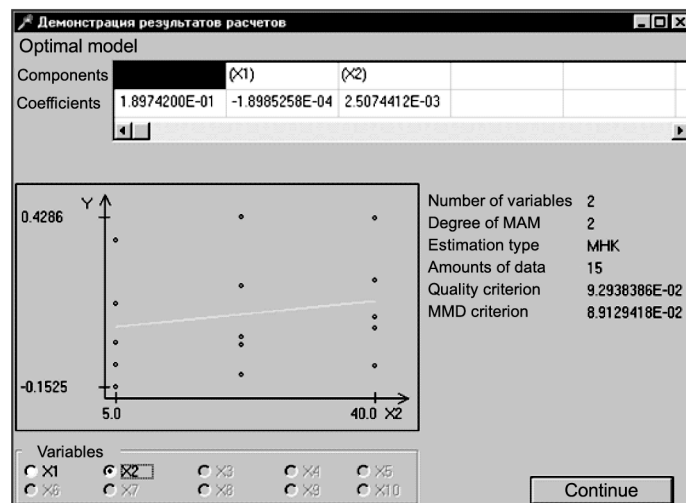 Демонстрация результатов расчетов
Optimal model
Components (X1) (X2)
Coefficients 1.8974200E-01 -1.8985258E-04 2.5074412E-03
Y
0.4286
-0.1525
5.0 40.0 X2
Number of variables 2
Degree of MAM 2
Estimation type МНК
Amounts of data 15
Quality criterion 9.2938386E-02
MMD criterion 8.9129418E-02
Variables
X1 X2 X3 X4 X5
X6 X7 X8 X9 X10
Continue